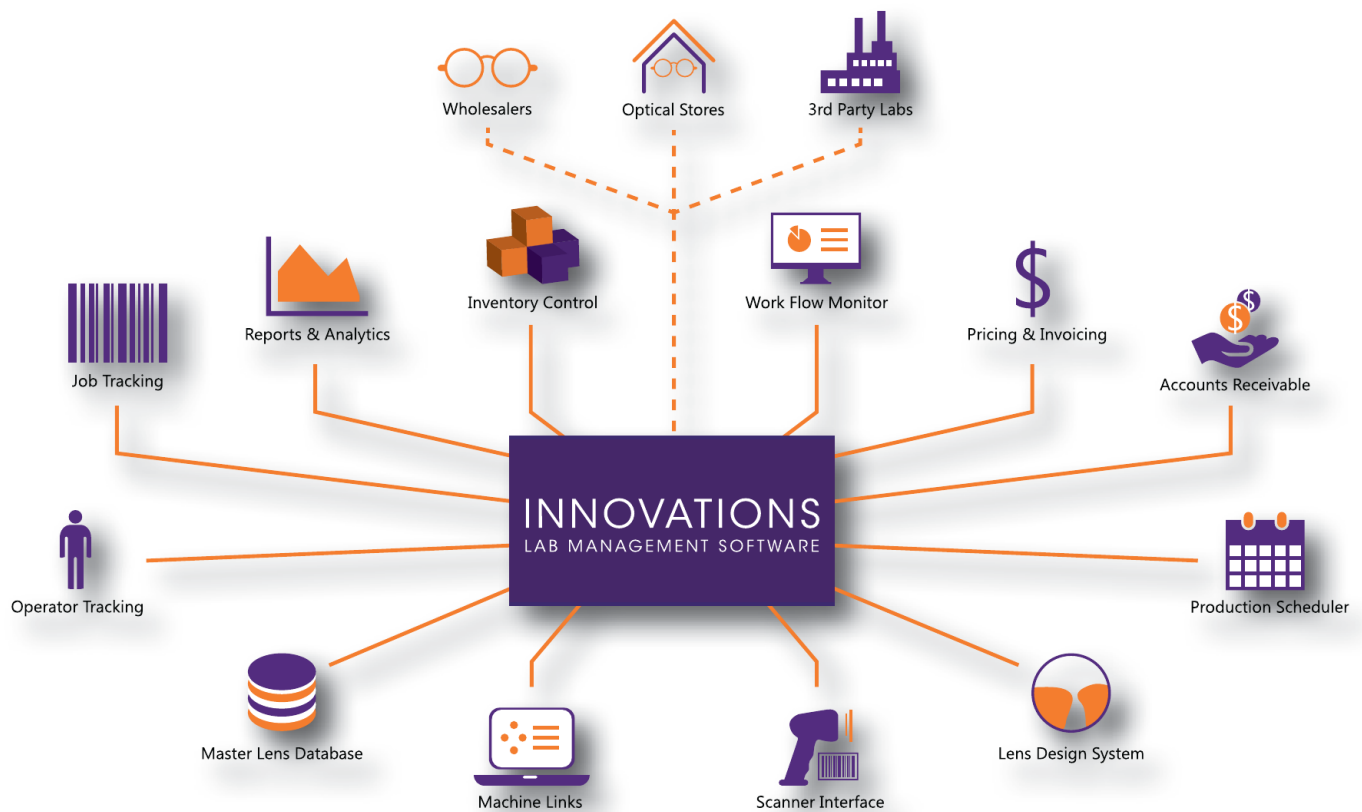 Wholesalers
Optical Stores
3rd Party Labs
Inventory Control
Work Flow Monitor
Reports & Analytics
Pricing & Invoicing
Job Tracking
Accounts Receivable
INNOVATIONS
LAB MANAGEMENT SOFTWARE
Operator Tracking
Production Scheduler
Master Lens Database
Lens Design System
Machine Links
Scanner Interface